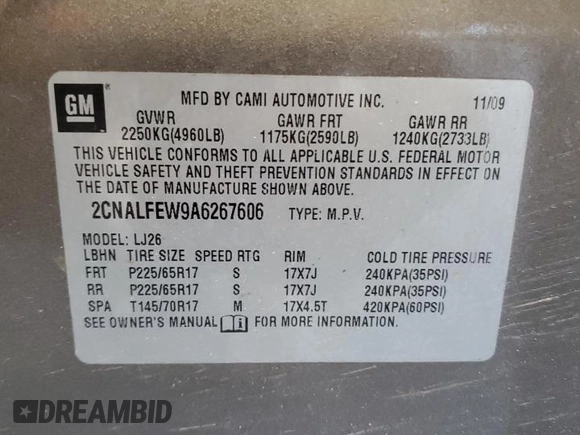 GM
MFD BY CAMI AUTOMOTIVE INC. 11/09
GVWR GAWR FRT GAWR RR
2250KG(4960LB) 1175KG(2590LB) 1240KG(2733LB)
THIS VEHICLE CONFORMS TO ALL APPLICABLE U.S. FEDERAL MOTOR
VEHICLE SAFETY AND THEFT PREVENTION STANDARDS IN EFFECT ON
THE DATE OF MANUFACTURE SHOWN ABOVE.
2CNALFEW9A6267606 TYPE: M.P.V.
MODEL: LJ26
LBHN TIRE SIZE SPEED RTG RIM COLD TIRE PRESSURE
FRT P225/65R17 S 17X7J 240KPA(35PSI)
RR P225/65R17 S 17X7J 240KPA(35PSI)
SPA T145/70R17 M 17X4.5T 420KPA(60PSI)
SEE OWNER'S MANUAL i FOR MORE INFORMATION.
DREAMBID